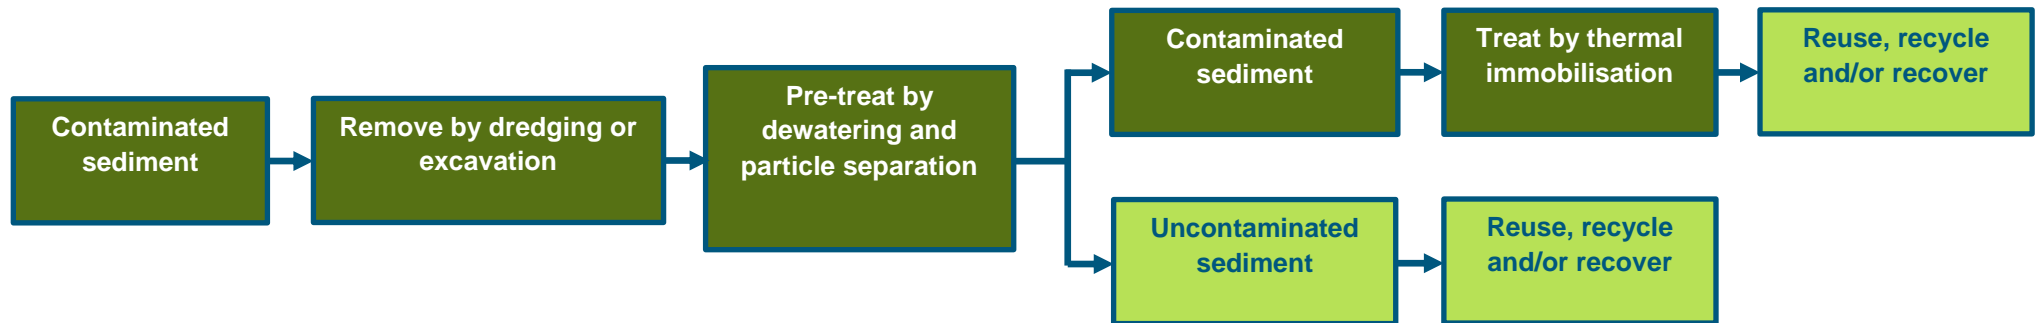 Contaminated
sediment
Remove by dredging or
excavation
Pre-treat by
dewatering and
particle separation
Contaminated
sediment
Treat by thermal
immobilisation
Reuse, recycle
and/or recover
Uncontaminated
sediment
Reuse, recycle
and/or recover